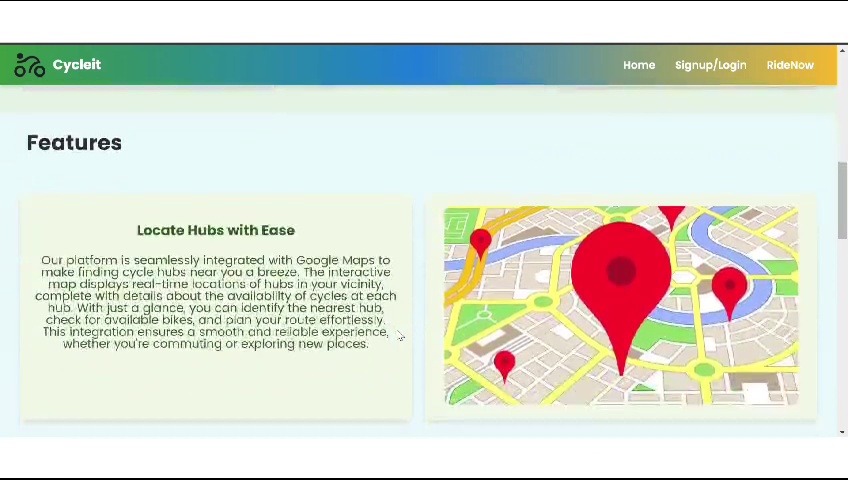 Cycleit
Home Signup/Login RideNow
Features
Locate Hubs with Ease
Our platform is seamlessly integrated with Google Maps to
make finding cycle hubs near you a breeze. The interactive
map displays real-time locations of hubs in your vicinity,
complete with details about the availability of cycles at each
hub. With just a glance, you can identify the nearest hub,
check for available bikes, and plan your route effortlessly.
This integration ensures a smooth and reliable experience,
whether you're commuting or exploring new places.